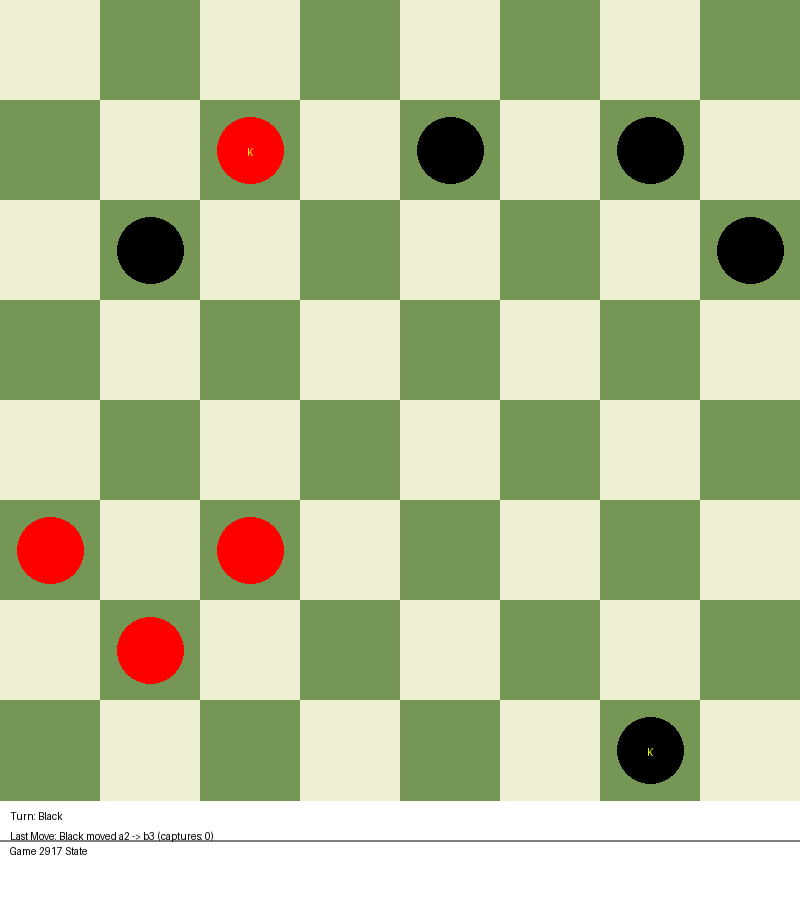 K
K
Turn: Black
Last Move: Black moved a2 -> b3 (captures: 0)
Game 2917 State